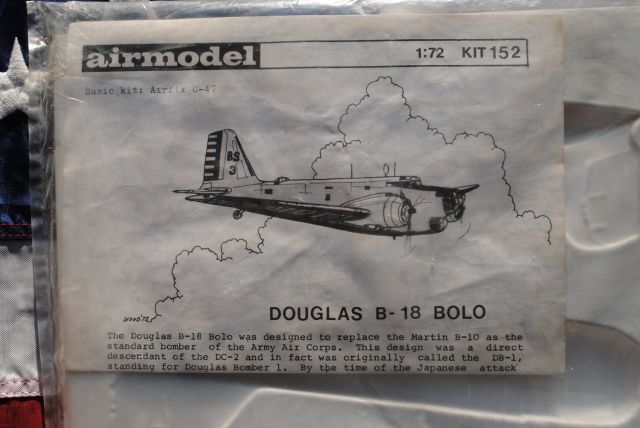 airmodel
1:72 KIT 152
Basic kit: Airfix C-47
BS
3
WOOD'72
DOUGLAS B-18 BOLO
The Douglas B-18 Bolo was designed to replace the Martin B-10 as the
standard bomber of the Army Air Corps. This design was a direct
descendant of the DC-2 and in fact was originally called the DB-1,
standing for Douglas Bomber 1. By the time of the Japanese attack